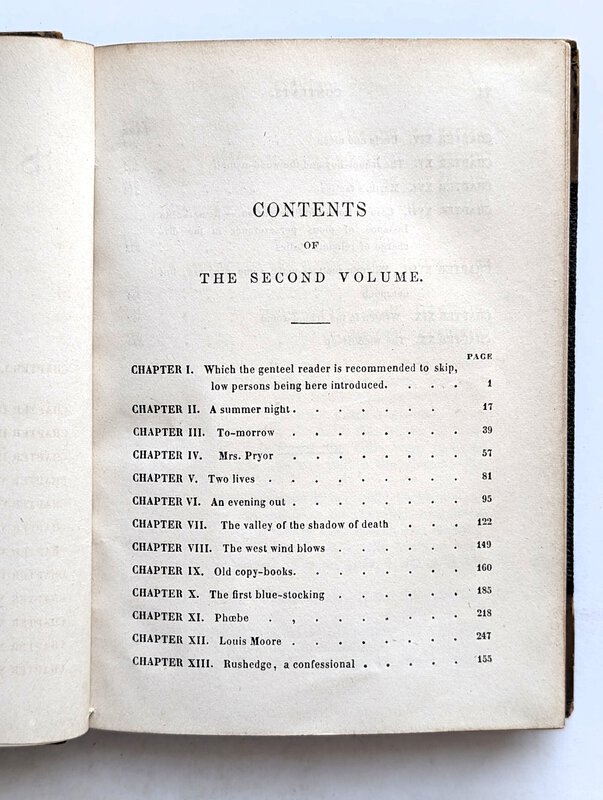 CONTENTS
OF
THE SECOND VOLUME.
PAGE
CHAPTER I. Which the genteel reader is recommended to skip,
low persons being here introduced. . . . 1
CHAPTER II. A summer night . . . . . . . . 17
CHAPTER III. To-morrow . . . . . . . . 39
CHAPTER IV. Mrs. Pryor . . . . . . . . 57
CHAPTER V. Two lives . . . . . . . . 81
CHAPTER VI. An evening out . . . . . . . . 95
CHAPTER VII. The valley of the shadow of death . . . . 122
CHAPTER VIII. The west wind blows . . . . . . 149
CHAPTER IX. Old copy-books. . . . . . . . 160
CHAPTER X. The first blue-stocking . . . . . . 185
CHAPTER XI. Phœbe . , . . . . . . 218
CHAPTER XII. Louis Moore . . . . . . . 247
CHAPTER XIII. Rushedge, a confessional . . . . . 155